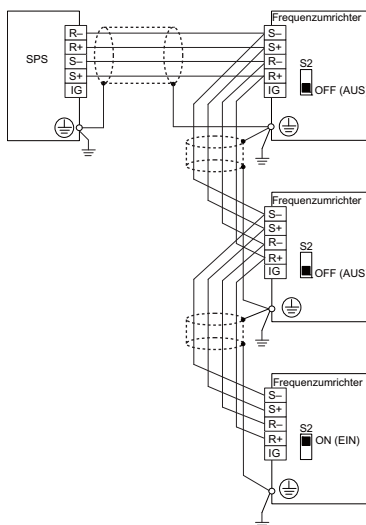 SPS
R–
R+
S–
S+
IG
Frequenzumrichter
S–
S+
R–
R+
IG
S2
OFF (AUS
Frequenzumrichter
S–
S+
R–
R+
IG
S2
OFF (AUS
Frequenzumrichter
S–
S+
R–
R+
IG
S2
ON (EIN)